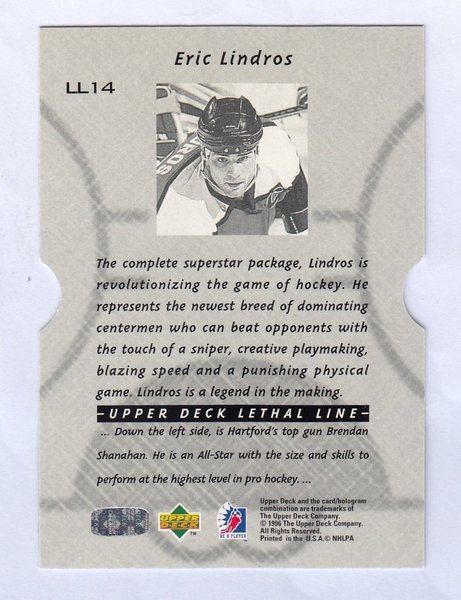 Eric Lindros
LL14
ROS
The complete superstar package, Lindros is
revolutionizing the game of hockey. He
represents the newest breed of dominating
centermen who can beat opponents with
the touch of a sniper, creative playmaking,
blazing speed and a punishing physical
game. Lindros is a legend in the making.
-UPPER DECK LETHAL LINE-
... Down the left side, is Hartford's top gun Brendan
Shanahan. He is an All-Star with the size and skills to
perform at the highest level in pro hockey. ...
UPPER
DECK
TM
BE A PLAYER
Upper Deck and the card/hologram
combination are trademarks of
The Upper Deck Company.
© 1996 The Upper Deck Company.
All Rights Reserved.
Printed in the U.S.A.© NHLPA